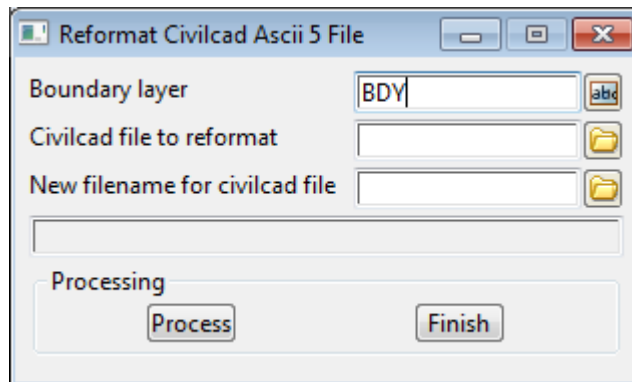 Reformat Civilcad Ascii 5 File
Boundary layer BDY abc
Civilcad file to reformat
New filename for civilcad file
Processing
Process Finish